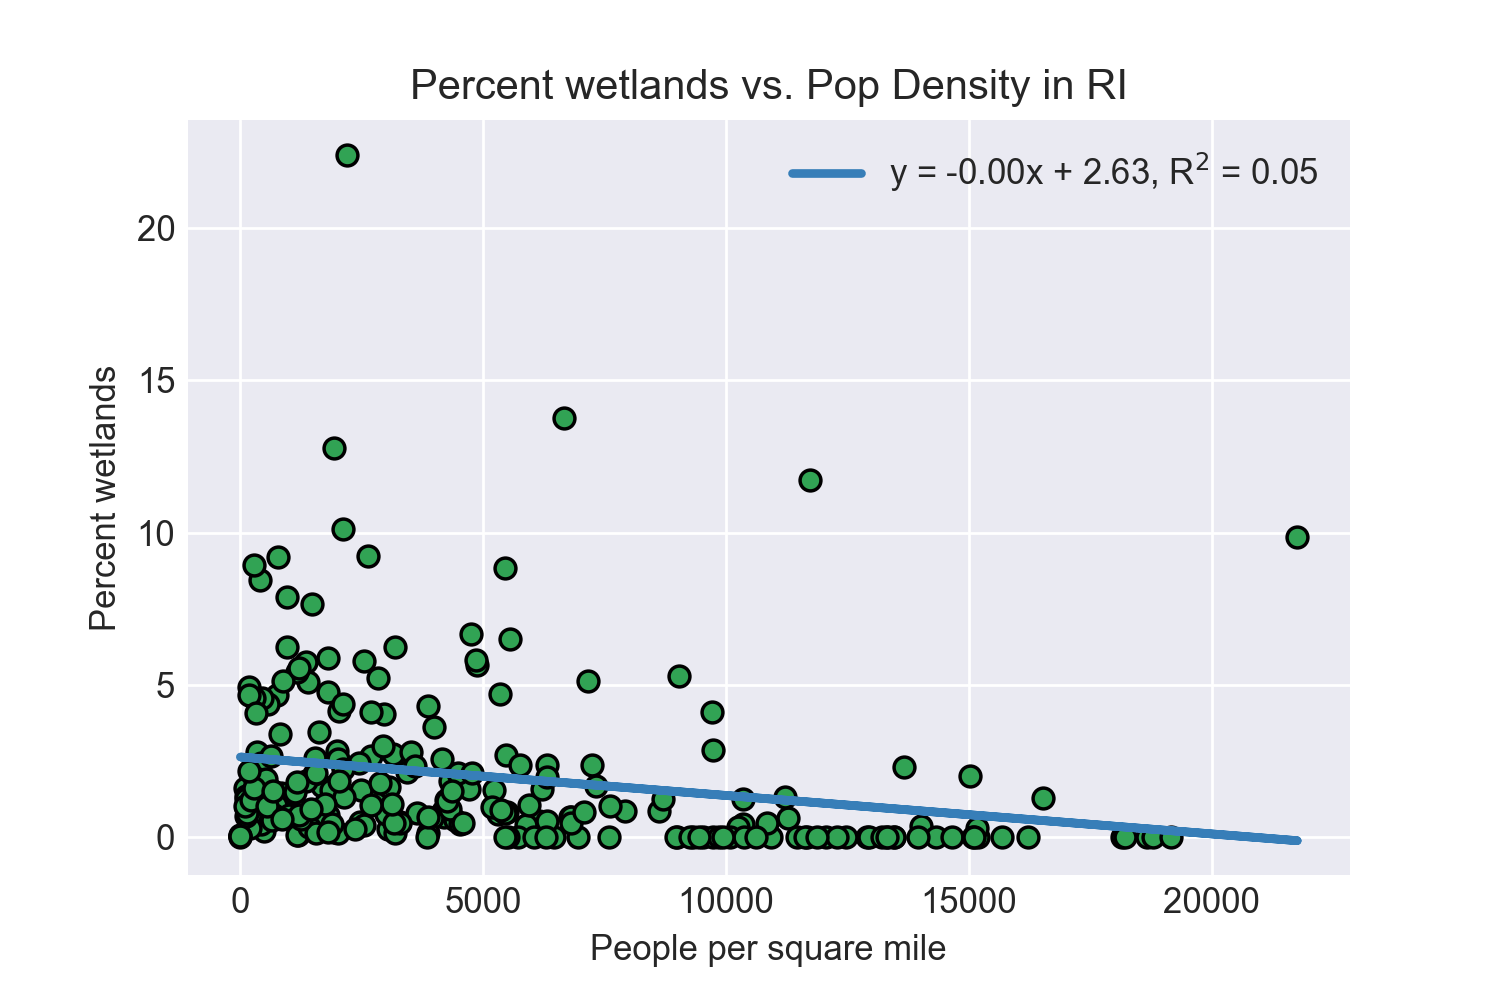 Percent wetlands vs. Pop Density in RI
y = -0.00x + 2.63, R² = 0.05
20
15
10
5
0
Percent wetlands
0 5000 10000 15000 20000
People per square mile